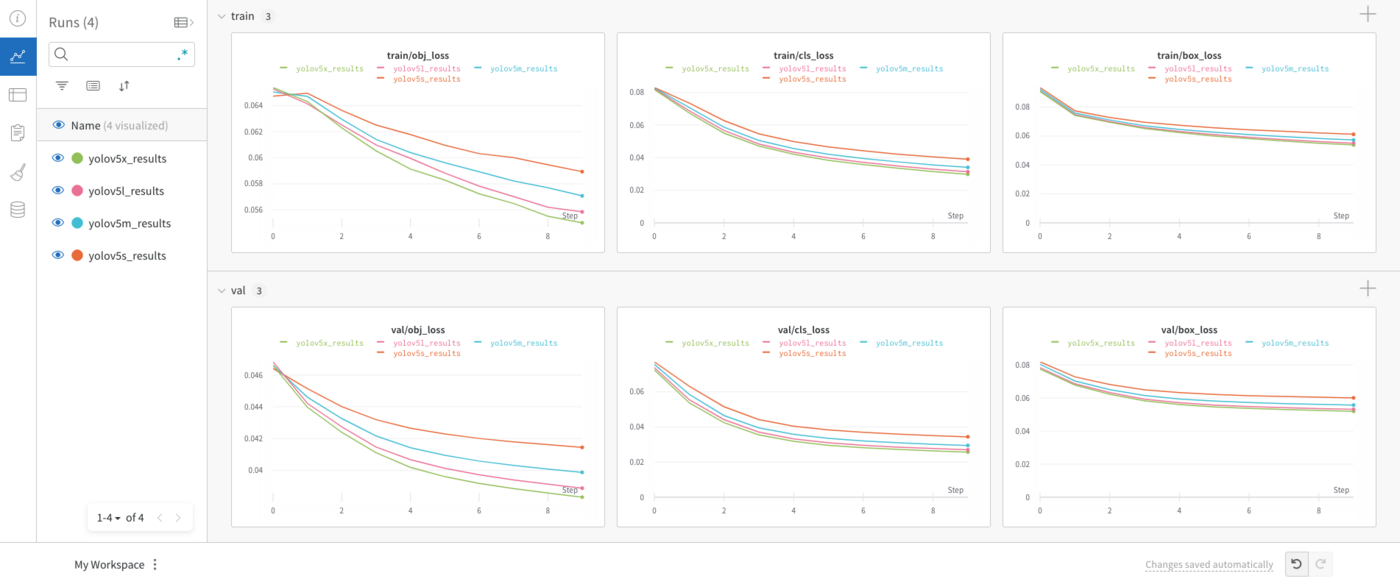 Runs (4)
.*
Name (4 visualized)
yolov5x_results
yolov5l_results
yolov5m_results
yolov5s_results
1-4 of 4
train 3
train/obj_loss
yolov5x_results yolov5l_results yolov5m_results
yolov5s_results
0.064
0.062
0.06
0.058
0.056
Step
0 2 4 6 8
train/cls_loss
yolov5x_results yolov5l_results yolov5m_results
yolov5s_results
0.08
0.06
0.04
0.02
0
Step
0 2 4 6 8
train/box_loss
yolov5x_results yolov5l_results yolov5m_results
yolov5s_results
0.08
0.06
0.04
0.02
0
Step
0 2 4 6 8
val 3
val/obj_loss
yolov5x_results yolov5l_results yolov5m_results
yolov5s_results
0.046
0.044
0.042
0.04
Step
0 2 4 6 8
val/cls_loss
yolov5x_results yolov5l_results yolov5m_results
yolov5s_results
0.06
0.04
0.02
0
Step
0 2 4 6 8
val/box_loss
yolov5x_results yolov5l_results yolov5m_results
yolov5s_results
0.08
0.06
0.04
0.02
0
Step
0 2 4 6 8
My Workspace
Changes saved automatically